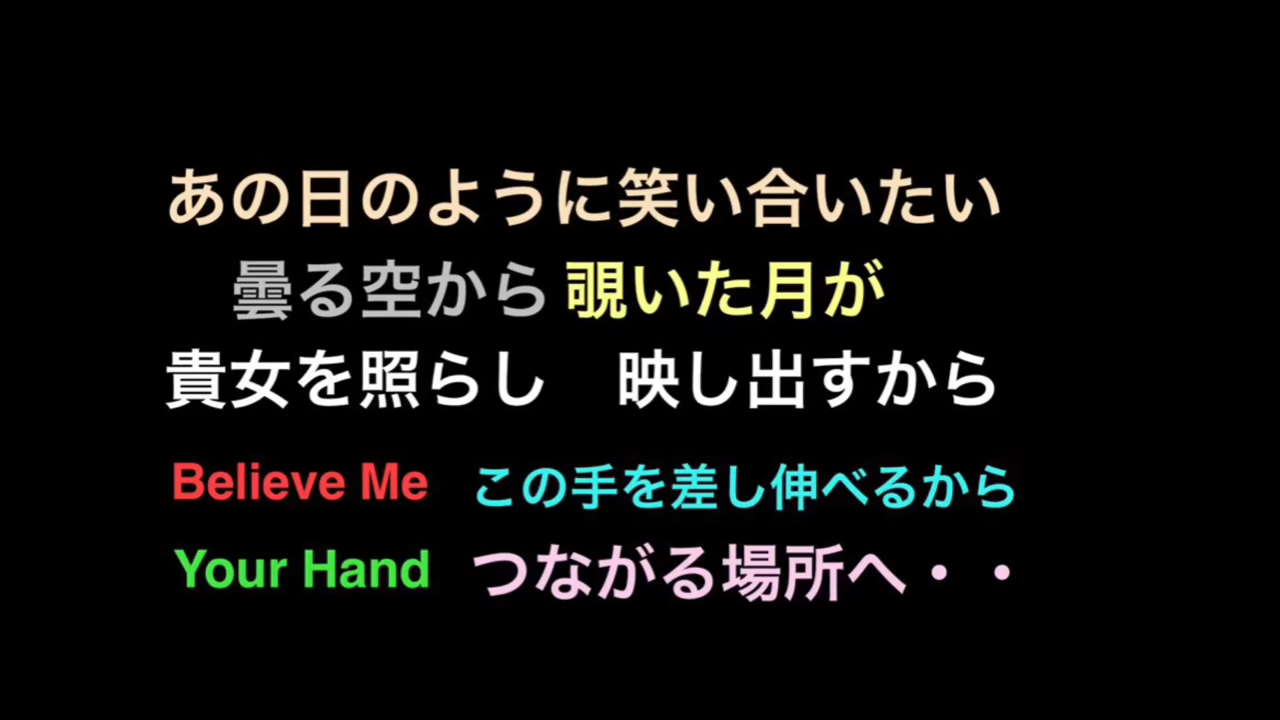 あの日のように笑い合いたい
曇る空から 覗いた月が
貴女を照らし　映し出すから
Believe Me この手を差し伸べるから
Your Hand つながる場所へ・・